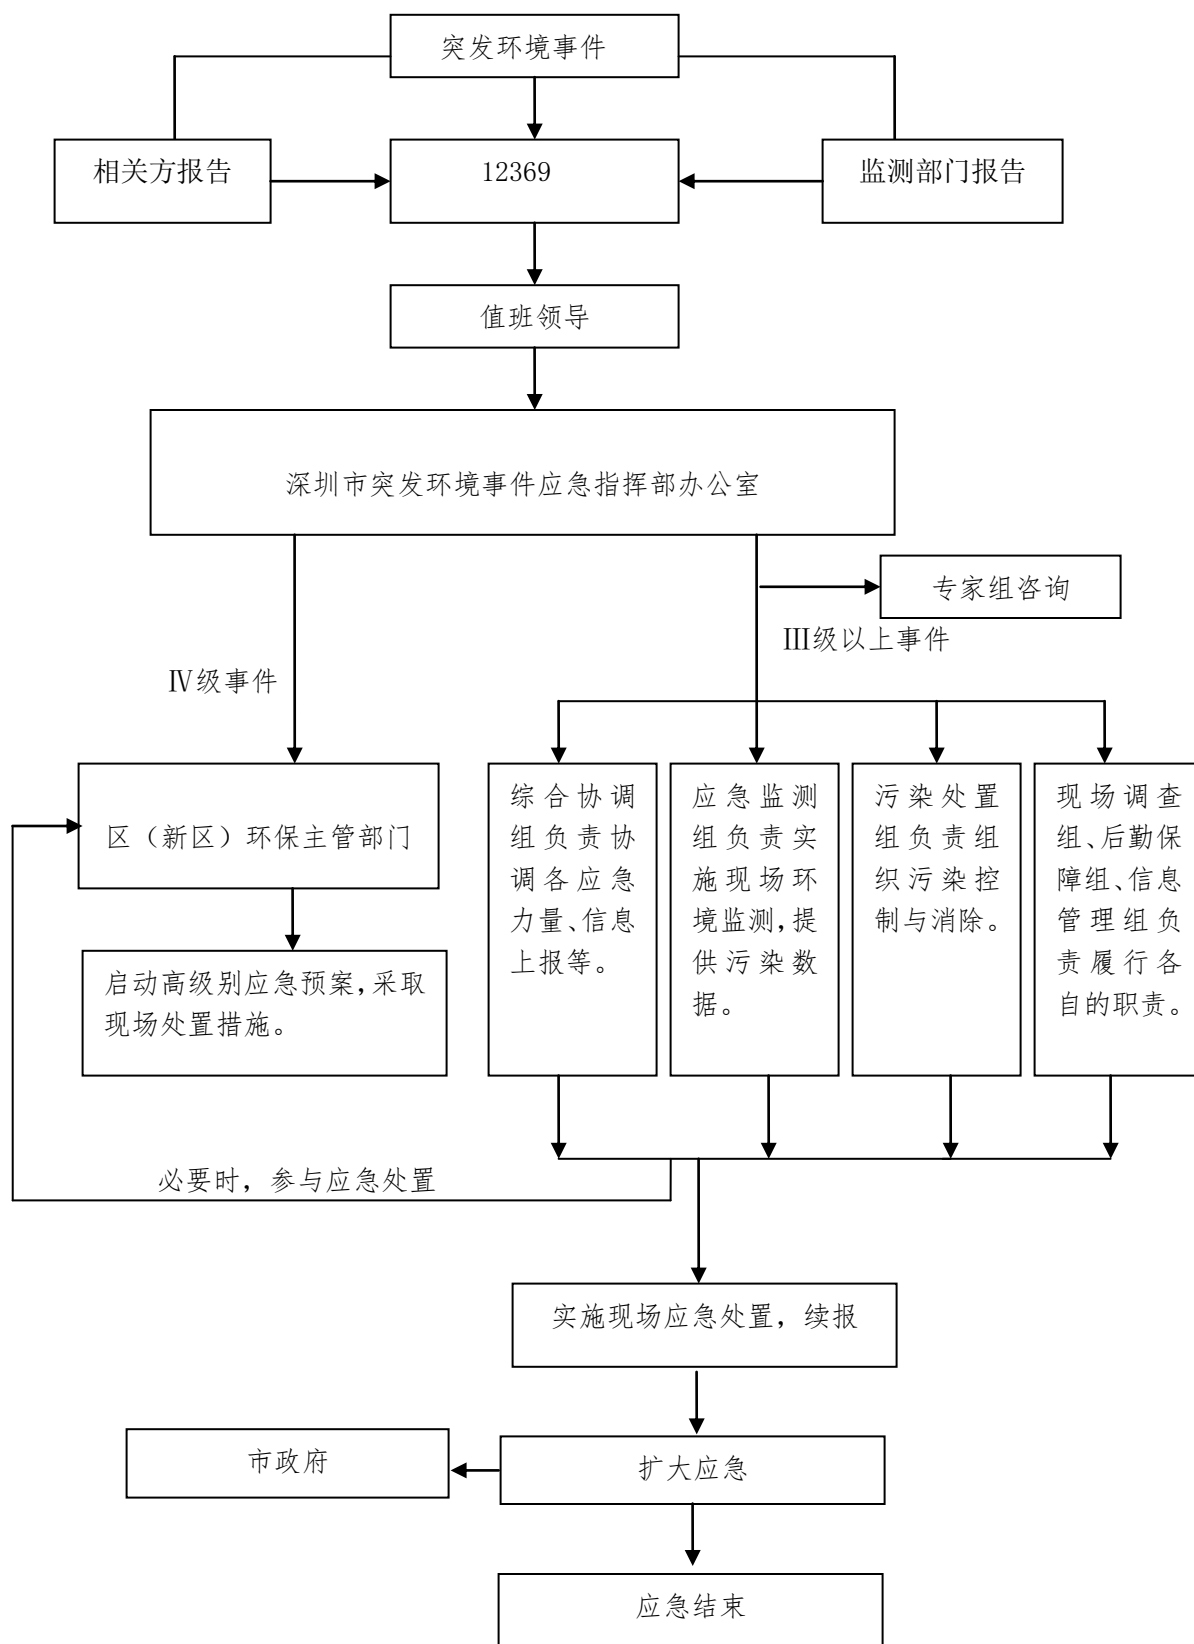 突发环境事件
相关方报告
12369
监测部门报告
值班领导
深圳市突发环境事件应急指挥部办公室
专家组咨询
Ⅲ级以上事件
Ⅳ级事件
区（新区）环保主管部门
启动高级别应急预案,采取
现场处置措施。
综合协调
组负责协
调各应急
力量、信息
上报等。
应急监测
组负责实
施现场环
境监测,提
供污染数
据。
污染处置
组负责组
织污染控
制与消除。
现场调查
组、后勤保
障组、信息
管理组负
责履行各
自的职责。
必要时，参与应急处置
实施现场应急处置，续报
市政府
扩大应急
应急结束